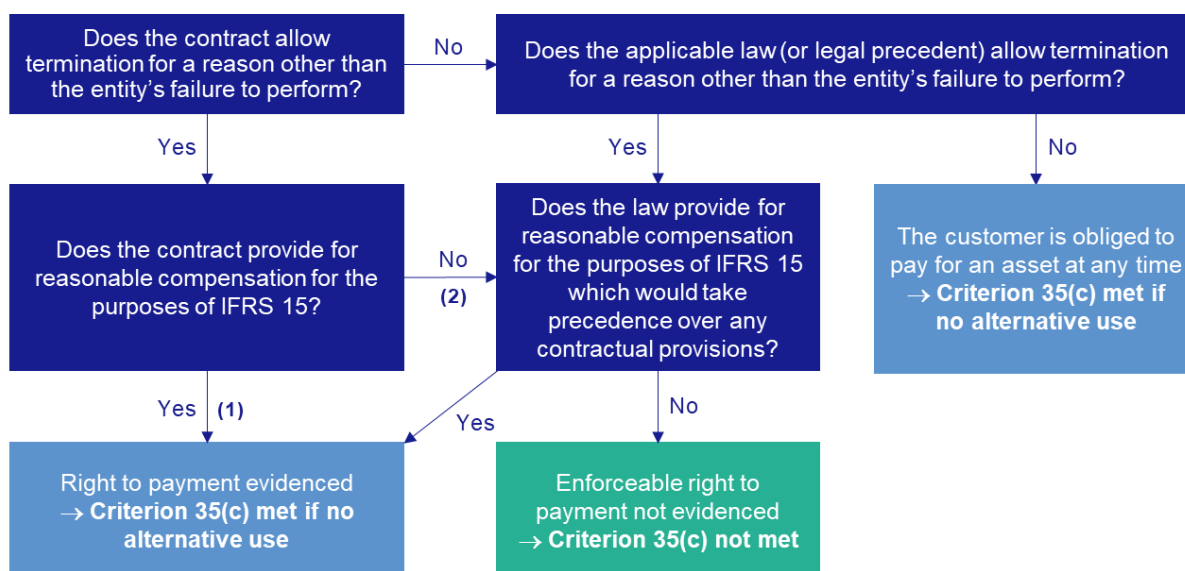 Does the contract allow
termination for a reason other than
the entity's failure to perform?
No
Does the applicable law (or legal precedent) allow termination
for a reason other than the entity's failure to perform?
Yes
Yes
No
Does the contract provide for
reasonable compensation for the
purposes of IFRS 15?
No
(2)
Does the law provide for
reasonable compensation
for the purposes of IFRS 15
which would take
precedence over any
contractual provisions?
The customer is obliged to
pay for an asset at any time
→ Criterion 35(c) met if
no alternative use
Yes (1)
Yes
No
Right to payment evidenced
→ Criterion 35(c) met if no
alternative use
Enforceable right to
payment not evidenced
→ Criterion 35(c) not met